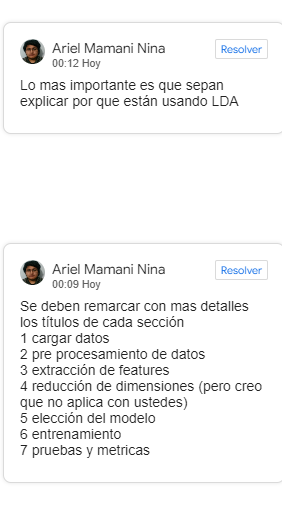 Ariel Mamani Nina
Resolver
00:12 Hoy
Lo mas importante es que sepan
explicar por que están usando LDA
Ariel Mamani Nina
Resolver
00:09 Hoy
Se deben remarcar con mas detalles
los títulos de cada sección
1 cargar datos
2 pre procesamiento de datos
3 extracción de features
4 reducción de dimensiones (pero creo
que no aplica con ustedes)
5 elección del modelo
6 entrenamiento
7 pruebas y metricas